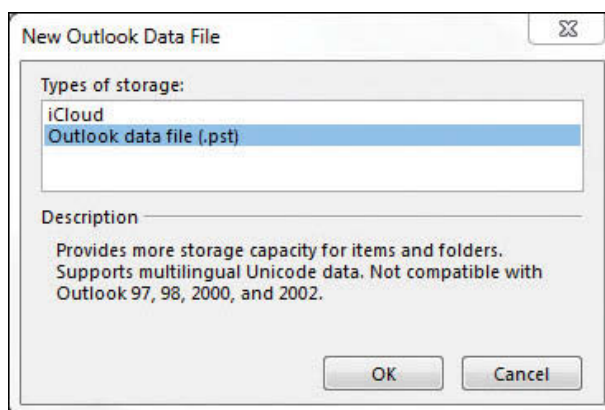 New Outlook Data File
Types of storage:
iCloud
Outlook data file (.pst)
Description
Provides more storage capacity for items and folders.
Supports multilingual Unicode data. Not compatible with
Outlook 97, 98, 2000, and 2002.
OK Cancel